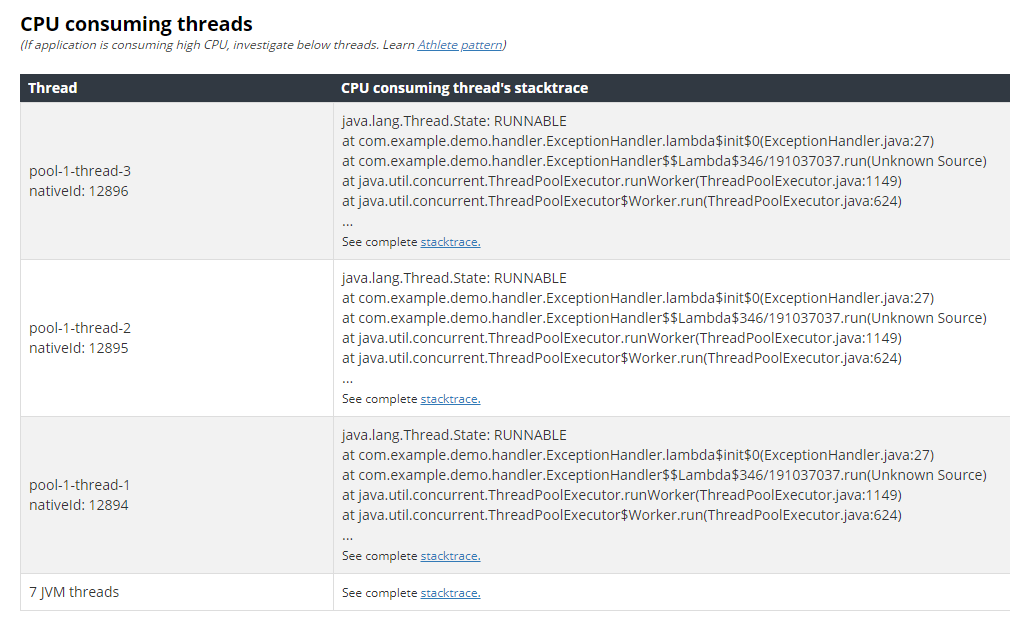 CPU consuming threads
(If application is consuming high CPU, investigate below threads. Learn Athlete pattern)
Thread
CPU consuming thread's stacktrace
pool-1-thread-3
nativeId: 12896
java.lang.Thread.State: RUNNABLE
at com.example.demo.handler.ExceptionHandler.lambda$init$0(ExceptionHandler.java:27)
at com.example.demo.handler.ExceptionHandler$$Lambda$346/191037037.run(Unknown Source)
at java.util.concurrent.ThreadPoolExecutor.runWorker(ThreadPoolExecutor.java:1149)
at java.util.concurrent.ThreadPoolExecutor$Worker.run(ThreadPoolExecutor.java:624)
...
See complete stacktrace.
pool-1-thread-2
nativeId: 12895
java.lang.Thread.State: RUNNABLE
at com.example.demo.handler.ExceptionHandler.lambda$init$0(ExceptionHandler.java:27)
at com.example.demo.handler.ExceptionHandler$$Lambda$346/191037037.run(Unknown Source)
at java.util.concurrent.ThreadPoolExecutor.runWorker(ThreadPoolExecutor.java:1149)
at java.util.concurrent.ThreadPoolExecutor$Worker.run(ThreadPoolExecutor.java:624)
...
See complete stacktrace.
pool-1-thread-1
nativeId: 12894
java.lang.Thread.State: RUNNABLE
at com.example.demo.handler.ExceptionHandler.lambda$init$0(ExceptionHandler.java:27)
at com.example.demo.handler.ExceptionHandler$$Lambda$346/191037037.run(Unknown Source)
at java.util.concurrent.ThreadPoolExecutor.runWorker(ThreadPoolExecutor.java:1149)
at java.util.concurrent.ThreadPoolExecutor$Worker.run(ThreadPoolExecutor.java:624)
...
See complete stacktrace.
7 JVM threads
See complete stacktrace.